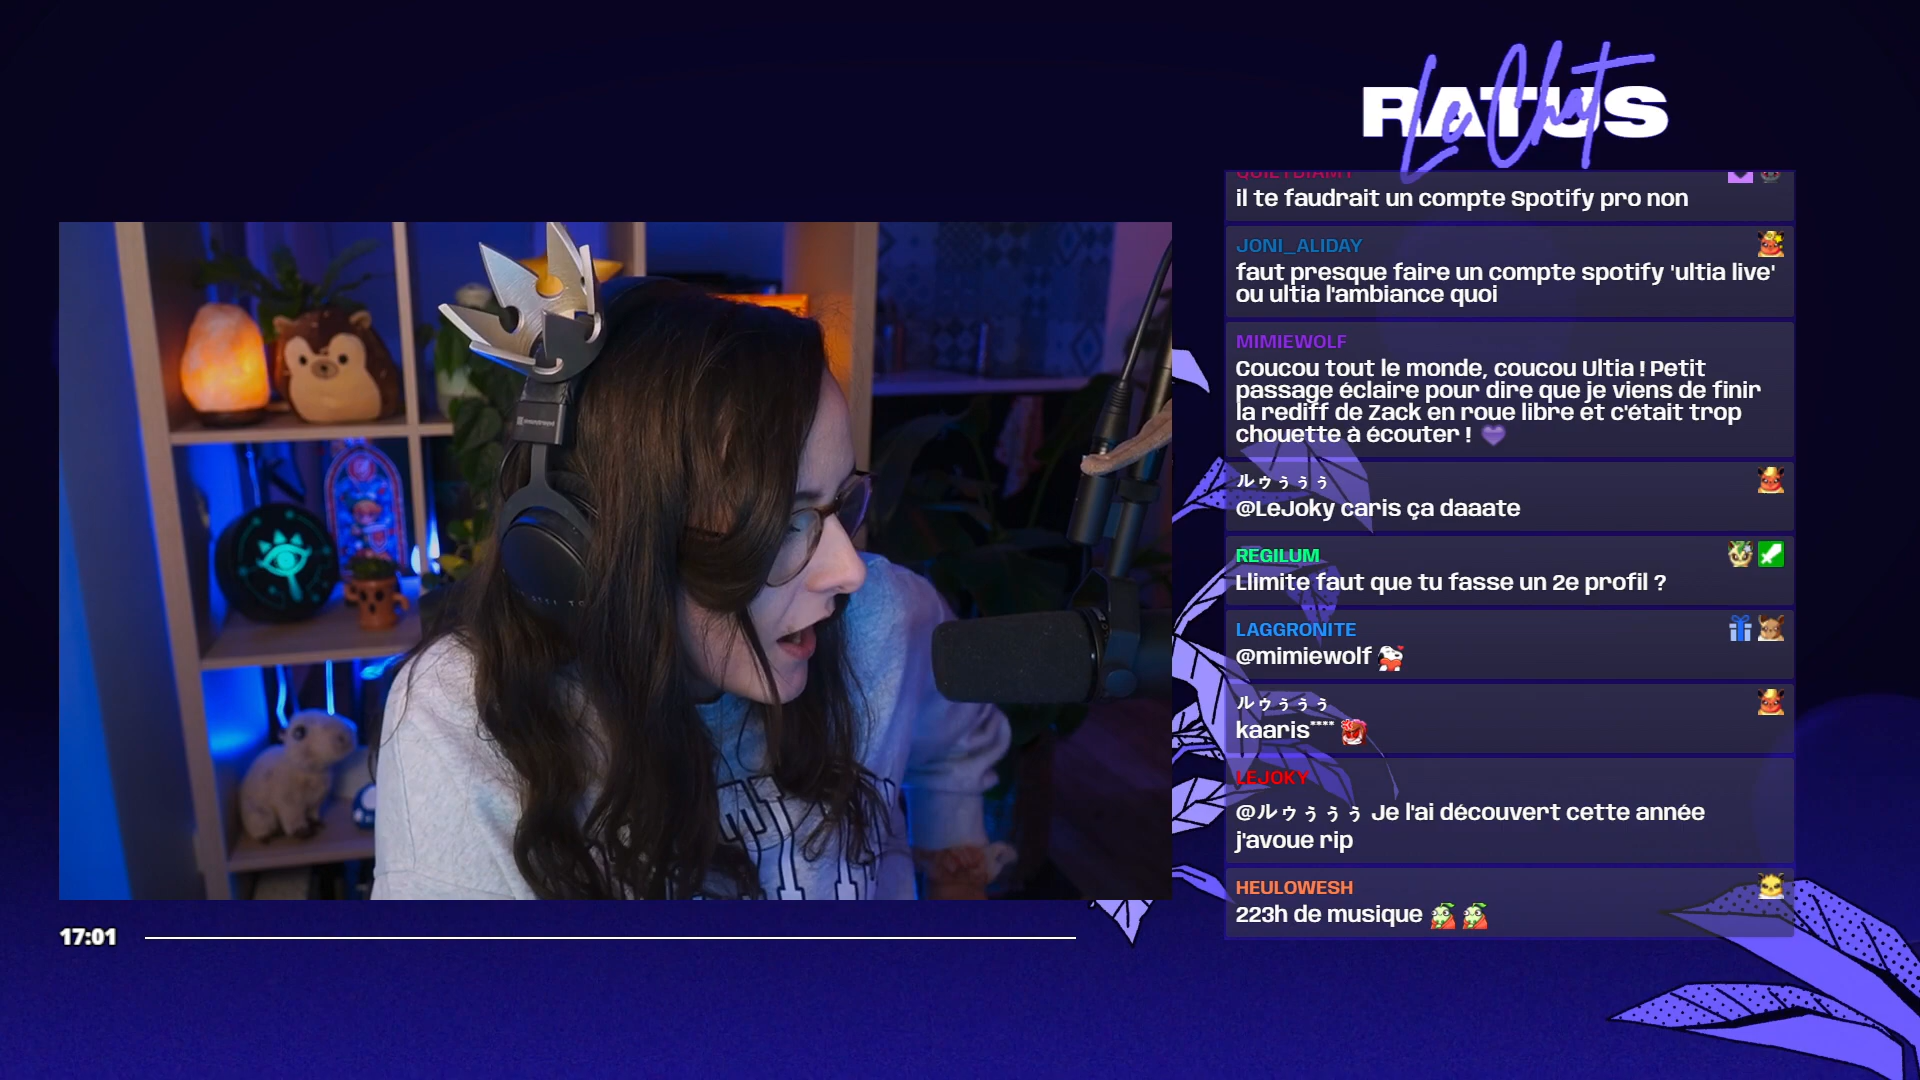 RATUS
Le Chat
QUIETDIAMY
il te faudrait un compte Spotify pro non
JONI_ALIDAY
faut presque faire un compte spotify 'ultia live'
ou ultia l'ambiance quoi
MIMIEWOLF
Coucou tout le monde, coucou Ultia ! Petit
passage éclaire pour dire que je viens de finir
la rediff de Zack en roue libre et c'était trop
chouette à écouter !
ルゥぅぅぅ
@LeJoky caris ça daaate
REGILUM
Llimite faut que tu fasse un 2e profil ?
LAGGRONITE
@mimiewolf
ルゥぅぅぅ
kaaris****
LEJOKY
@ルゥぅぅぅ Je l'ai découvert cette année
j'avoue rip
HEULOWESH
223h de musique
17:01